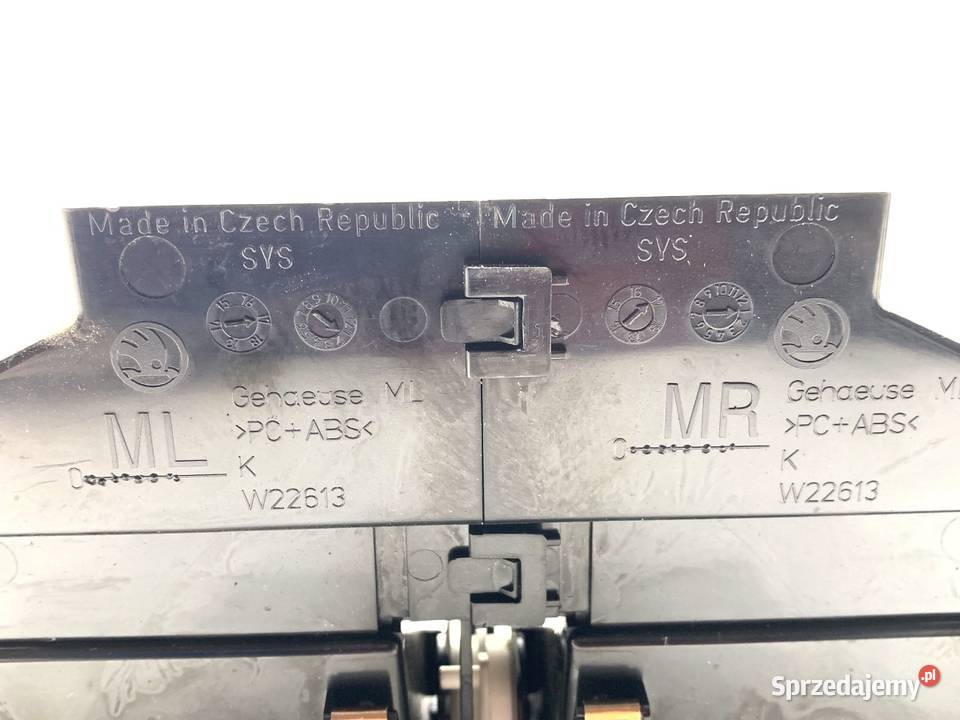 Made in Czech Republic
SYS
ML
Gehaeuse ML
>PC+ABS<
K
W22613
Made in Czech Republic
SYS
MR
Gehaeuse
>PC+ABS<
K
W22613
Sprzedajemy.pl